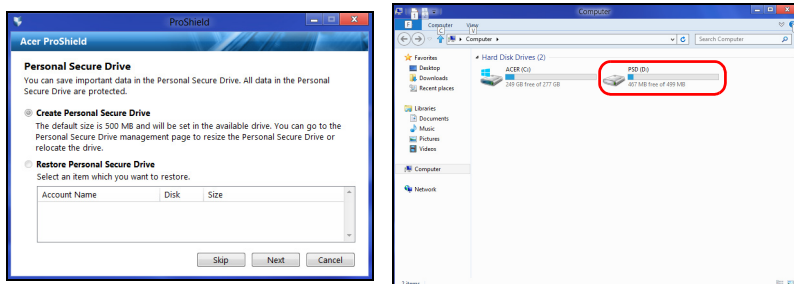 ProShield
Acer ProShield
Personal Secure Drive
You can save important data in the Personal Secure Drive. All data in the Personal
Secure Drive are protected.
Create Personal Secure Drive
The default size is 500 MB and will be set in the available drive. You can go to the
Personal Secure Drive management page to resize the Personal Secure Drive or
relocate the drive.
Restore Personal Secure Drive
Select an item which you want to restore.
Account Name Disk Size
Skip Next Cancel
Computer
F Computer View
C V
Computer
Search Computer
Favorites
Desktop
Downloads
Recent places
Libraries
Documents
Music
Pictures
Videos
Computer
Network
Hard Disk Drives (2)
ACER (C:)
249 GB free of 277 GB
PSD (D:)
467 MB free of 499 MB